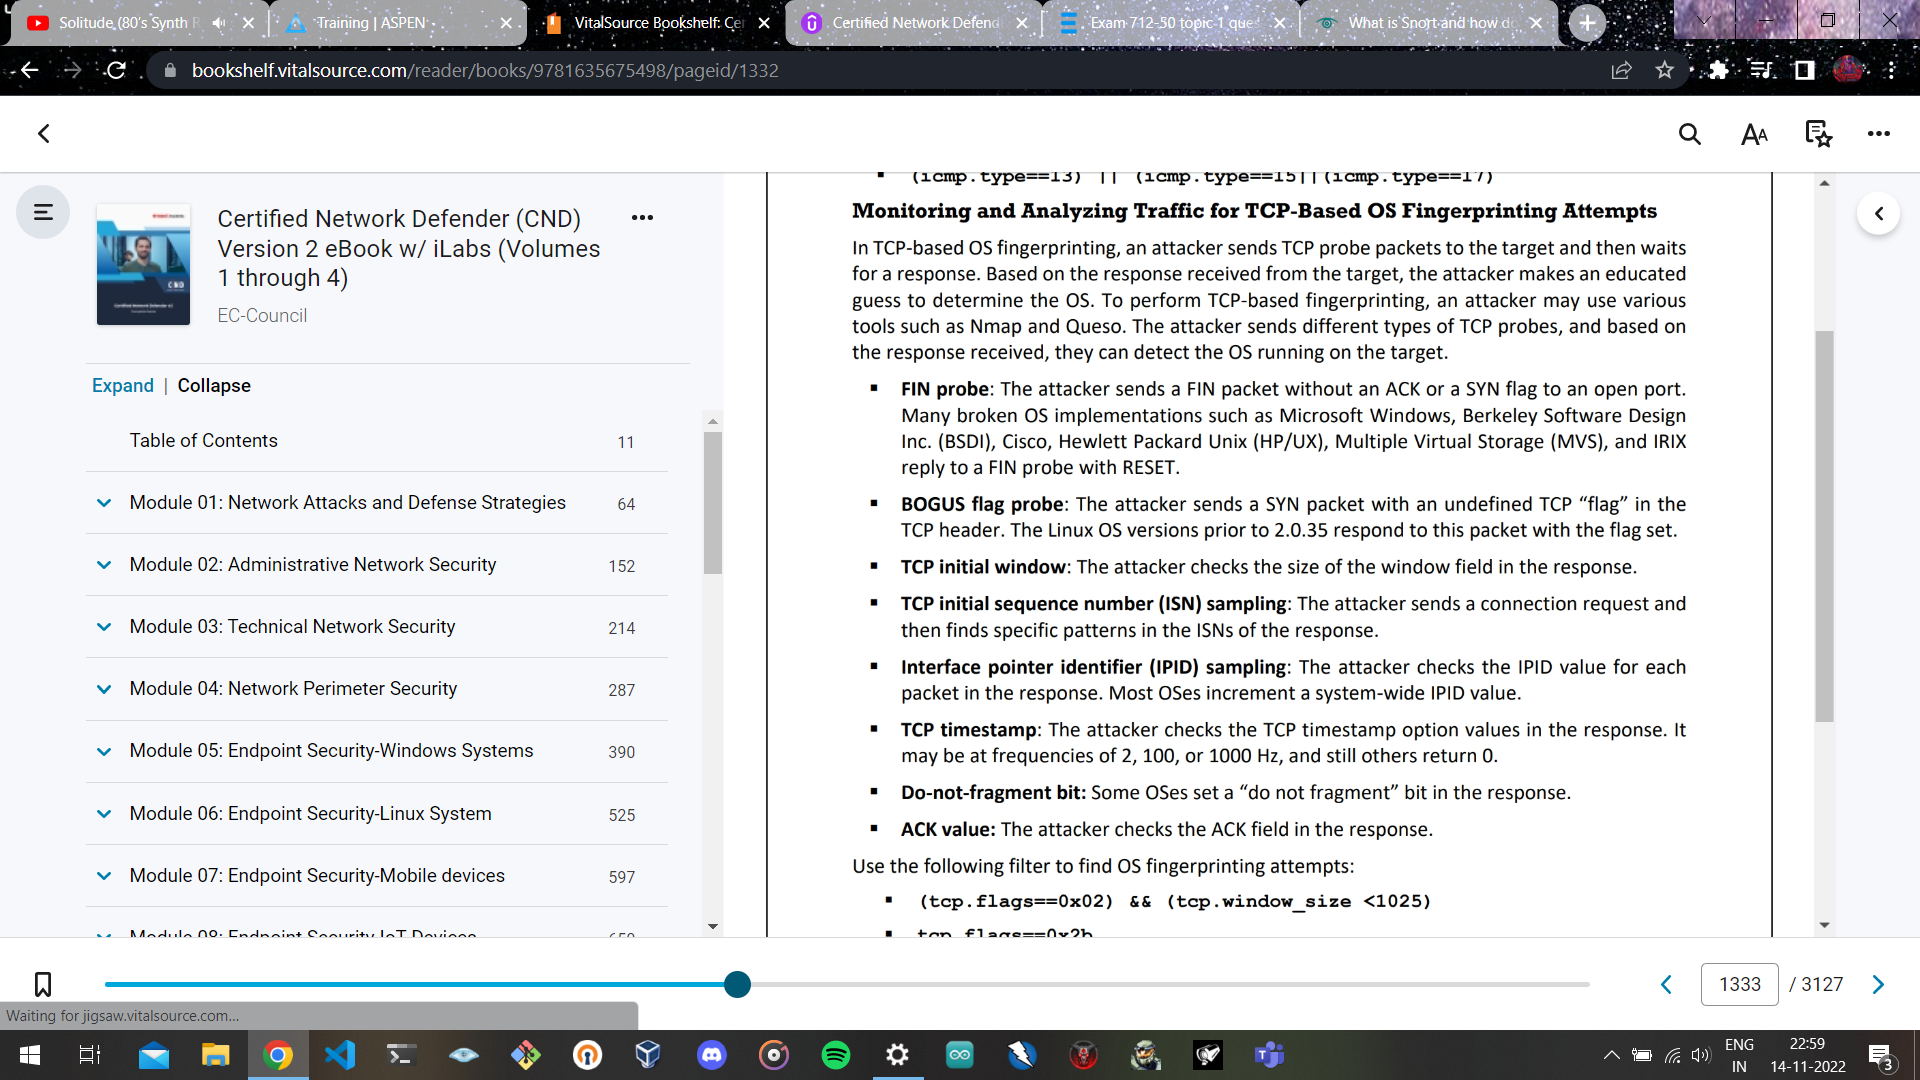 Solitude (80's Synth R
Training | ASPEN
VitalSource Bookshelf: Cer
Certified Network Defend
Exam 712-50 topic 1 que
What is Snort and how do
bookshelf.vitalsource.com/reader/books/9781635675498/pageid/1332
AA
Certified Network Defender (CND)
Version 2 eBook w/ iLabs (Volumes
1 through 4)
EC-Council
Expand | Collapse
Table of Contents 11
Module 01: Network Attacks and Defense Strategies 64
Module 02: Administrative Network Security 152
Module 03: Technical Network Security 214
Module 04: Network Perimeter Security 287
Module 05: Endpoint Security-Windows Systems 390
Module 06: Endpoint Security-Linux System 525
Module 07: Endpoint Security-Mobile devices 597
Module 08: Endpoint Security-IoT Devices 659
▪ (icmp.type==13) || (icmp.type==15||(icmp.type==17)
Monitoring and Analyzing Traffic for TCP-Based OS Fingerprinting Attempts
In TCP-based OS fingerprinting, an attacker sends TCP probe packets to the target and then waits
for a response. Based on the response received from the target, the attacker makes an educated
guess to determine the OS. To perform TCP-based fingerprinting, an attacker may use various
tools such as Nmap and Queso. The attacker sends different types of TCP probes, and based on
the response received, they can detect the OS running on the target.
▪ FIN probe: The attacker sends a FIN packet without an ACK or a SYN flag to an open port.
Many broken OS implementations such as Microsoft Windows, Berkeley Software Design
Inc. (BSDI), Cisco, Hewlett Packard Unix (HP/UX), Multiple Virtual Storage (MVS), and IRIX
reply to a FIN probe with RESET.
▪ BOGUS flag probe: The attacker sends a SYN packet with an undefined TCP “flag” in the
TCP header. The Linux OS versions prior to 2.0.35 respond to this packet with the flag set.
▪ TCP initial window: The attacker checks the size of the window field in the response.
▪ TCP initial sequence number (ISN) sampling: The attacker sends a connection request and
then finds specific patterns in the ISNs of the response.
▪ Interface pointer identifier (IPID) sampling: The attacker checks the IPID value for each
packet in the response. Most OSes increment a system-wide IPID value.
▪ TCP timestamp: The attacker checks the TCP timestamp option values in the response. It
may be at frequencies of 2, 100, or 1000 Hz, and still others return 0.
▪ Do-not-fragment bit: Some OSes set a “do not fragment” bit in the response.
▪ ACK value: The attacker checks the ACK field in the response.
Use the following filter to find OS fingerprinting attempts:
▪ (tcp.flags==0x02) && (tcp.window_size <1025)
▪ tcp.flags==0x2b
1333 / 3127
Waiting for jigsaw.vitalsource.com...
ENG
IN
22:59
14-11-2022
3